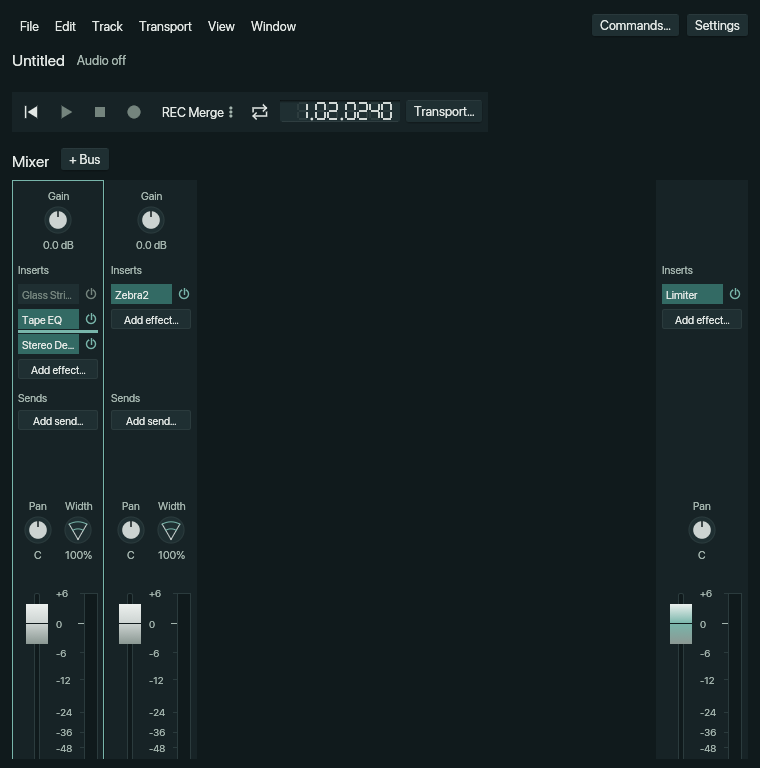 File Edit Track Transport View Window Commands... Settings
Untitled Audio off
REC Merge 1.02.0240 Transport...
Mixer + Bus
Gain Gain
0.0 dB 0.0 dB
Inserts Inserts Inserts
Glass Stri... Zebra2 Limiter
Tape EQ Add effect... Add effect...
Stereo De...
Add effect...
Sends Sends
Add send... Add send...
Pan Width Pan Width Pan
C 100% C 100% C
+6 +6 +6
0 0 0
-6 -6 -6
-12 -12 -12
-24 -24 -24
-36 -36 -36
-48 -48 -48